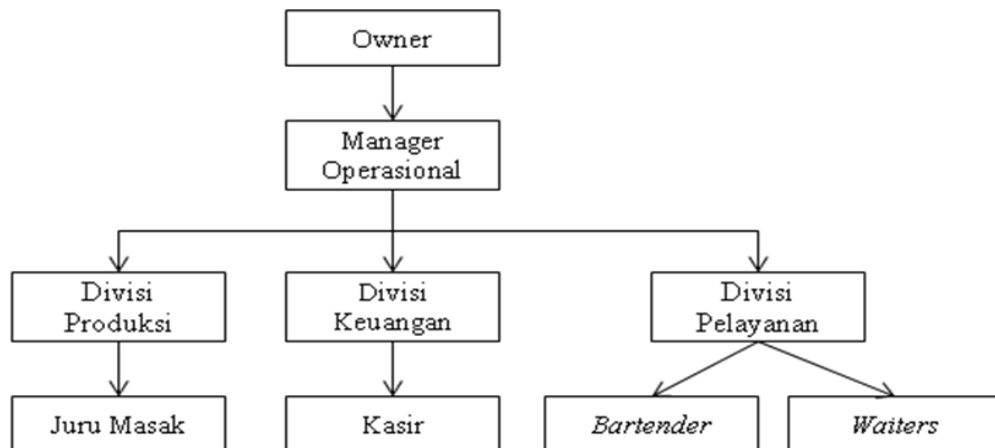 Owner
Manager
Operasional
Divisi
Produksi
Divisi
Keuangan
Divisi
Pelayanan
Juru Masak
Kasir
Bartender
Waiters